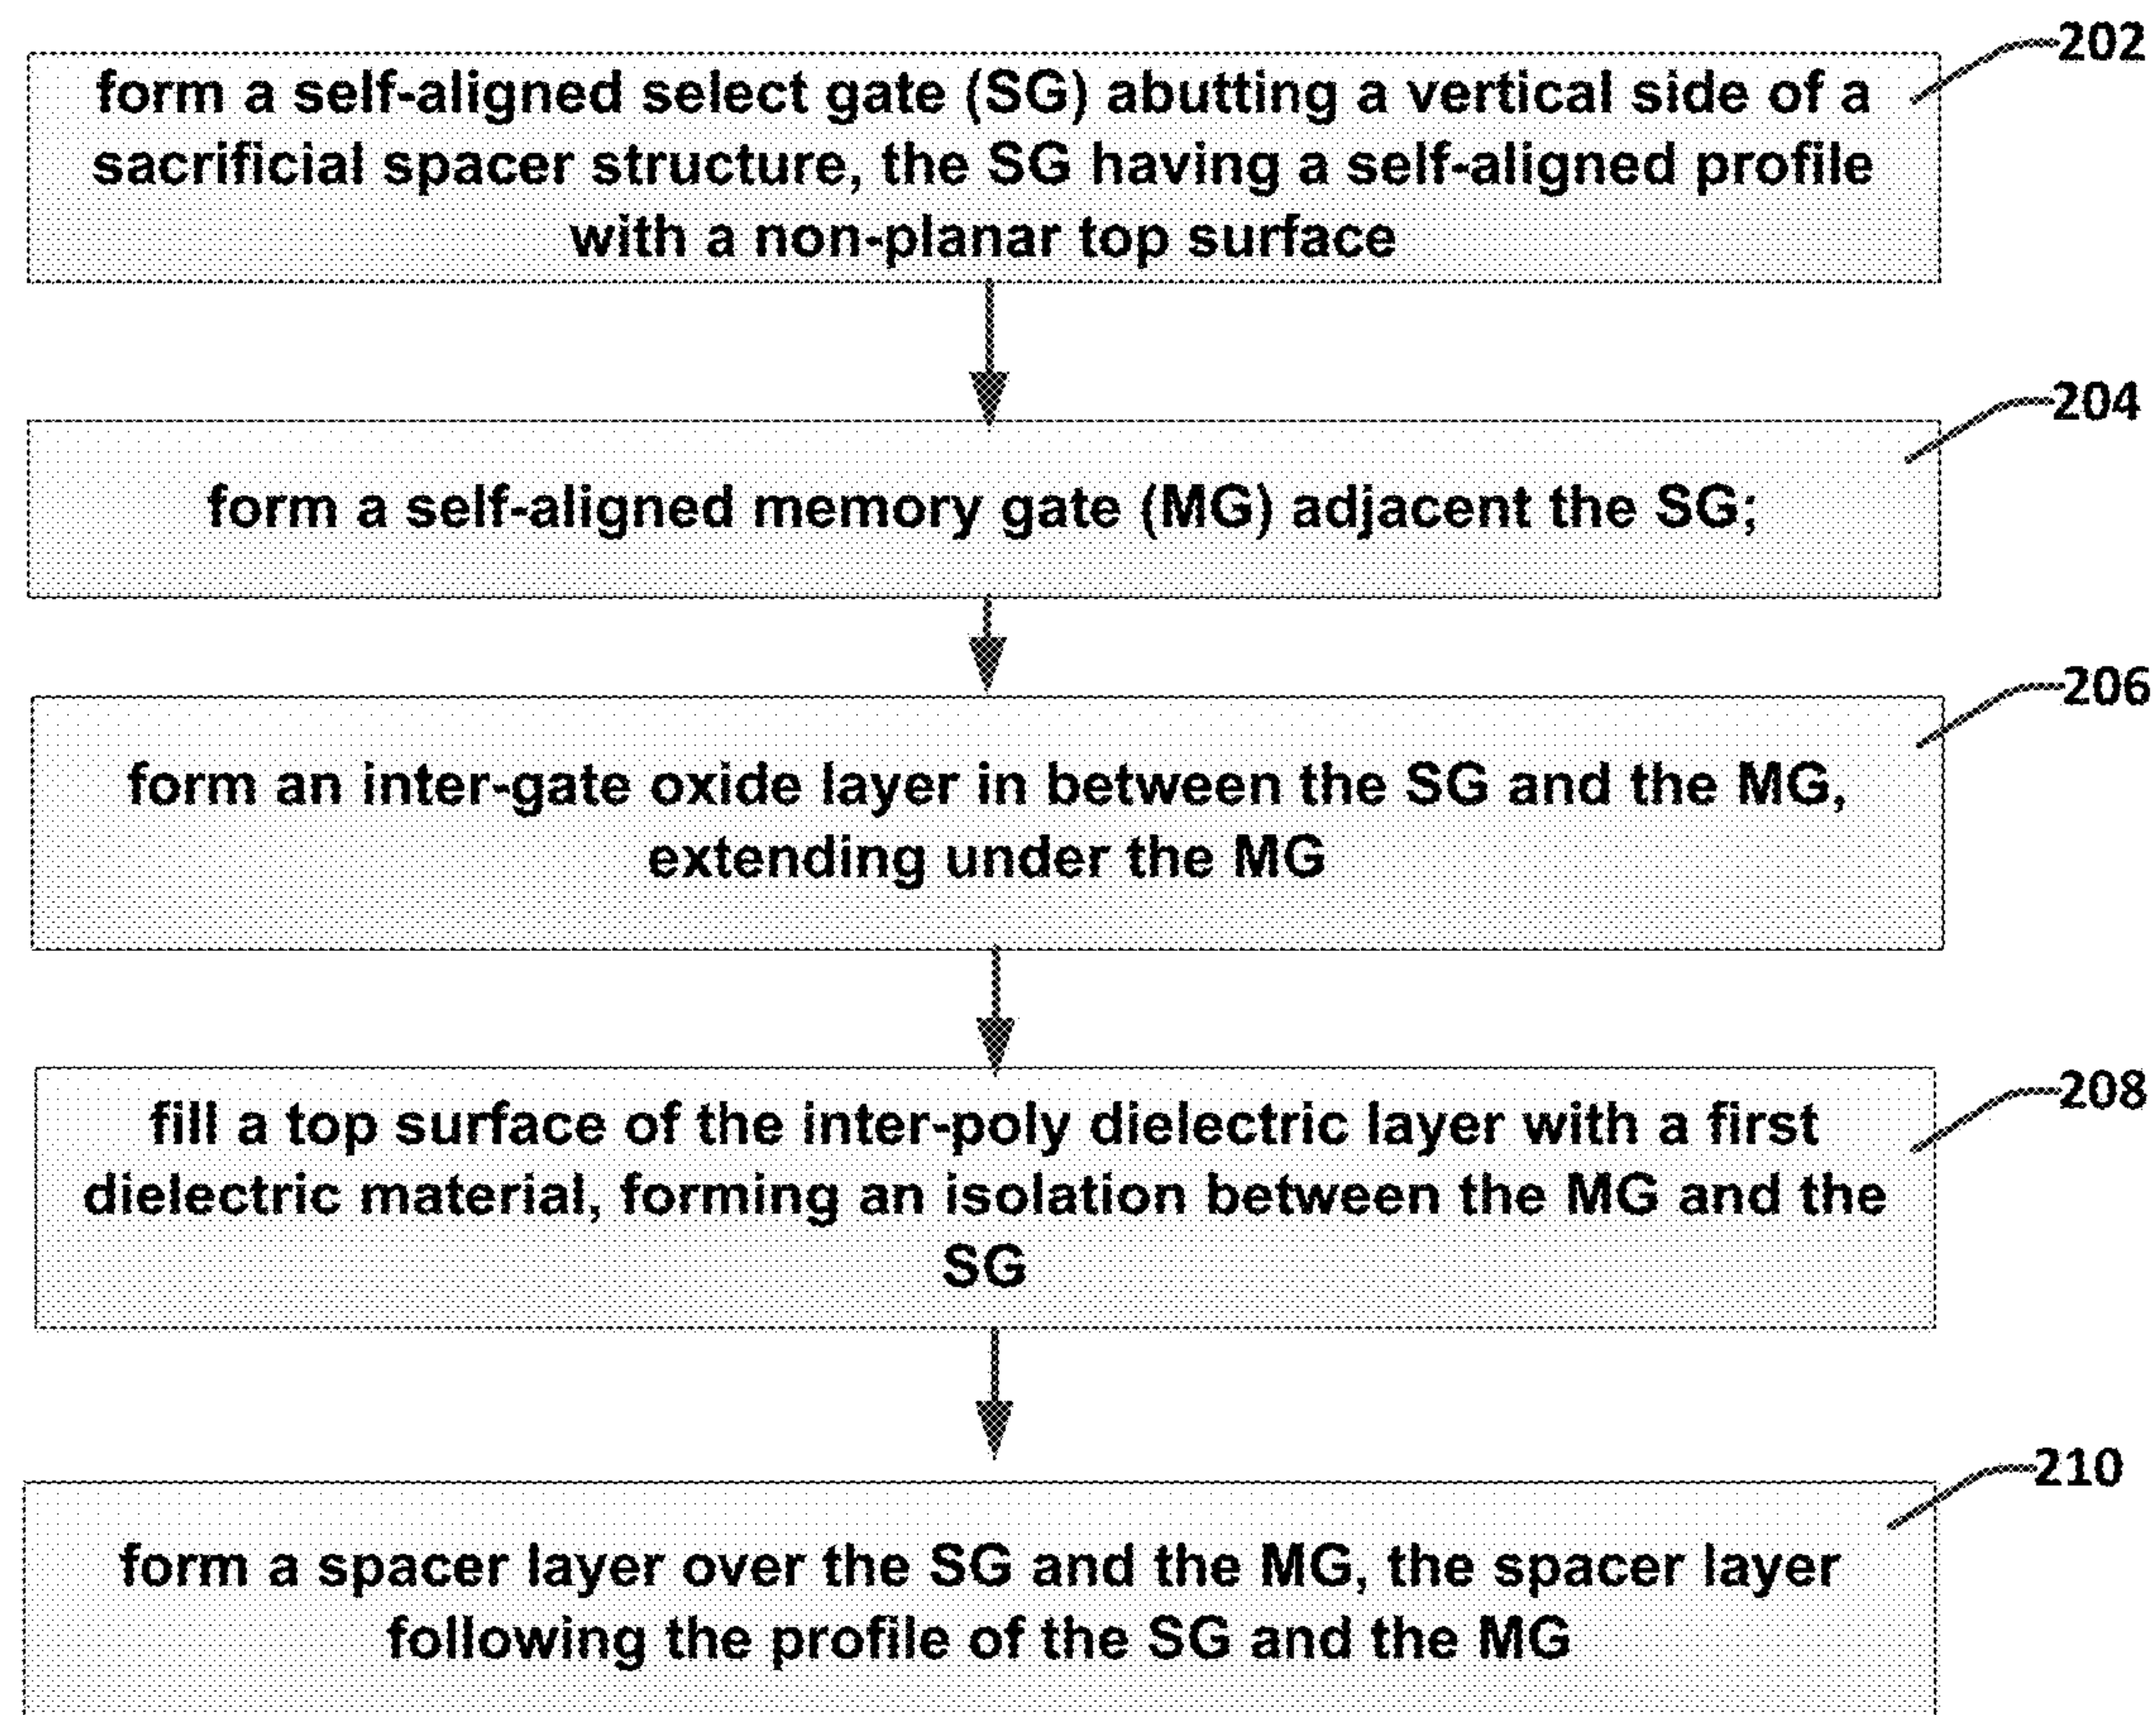 202
form a self-aligned select gate (SG) abutting a vertical side of a
sacrificial spacer structure, the SG having a self-aligned profile
with a non-planar top surface
204
form a self-aligned memory gate (MG) adjacent the SG;
206
form an inter-gate oxide layer in between the SG and the MG,
extending under the MG
208
fill a top surface of the inter-poly dielectric layer with a first
dielectric material, forming an isolation between the MG and the
SG
210
form a spacer layer over the SG and the MG, the spacer layer
following the profile of the SG and the MG